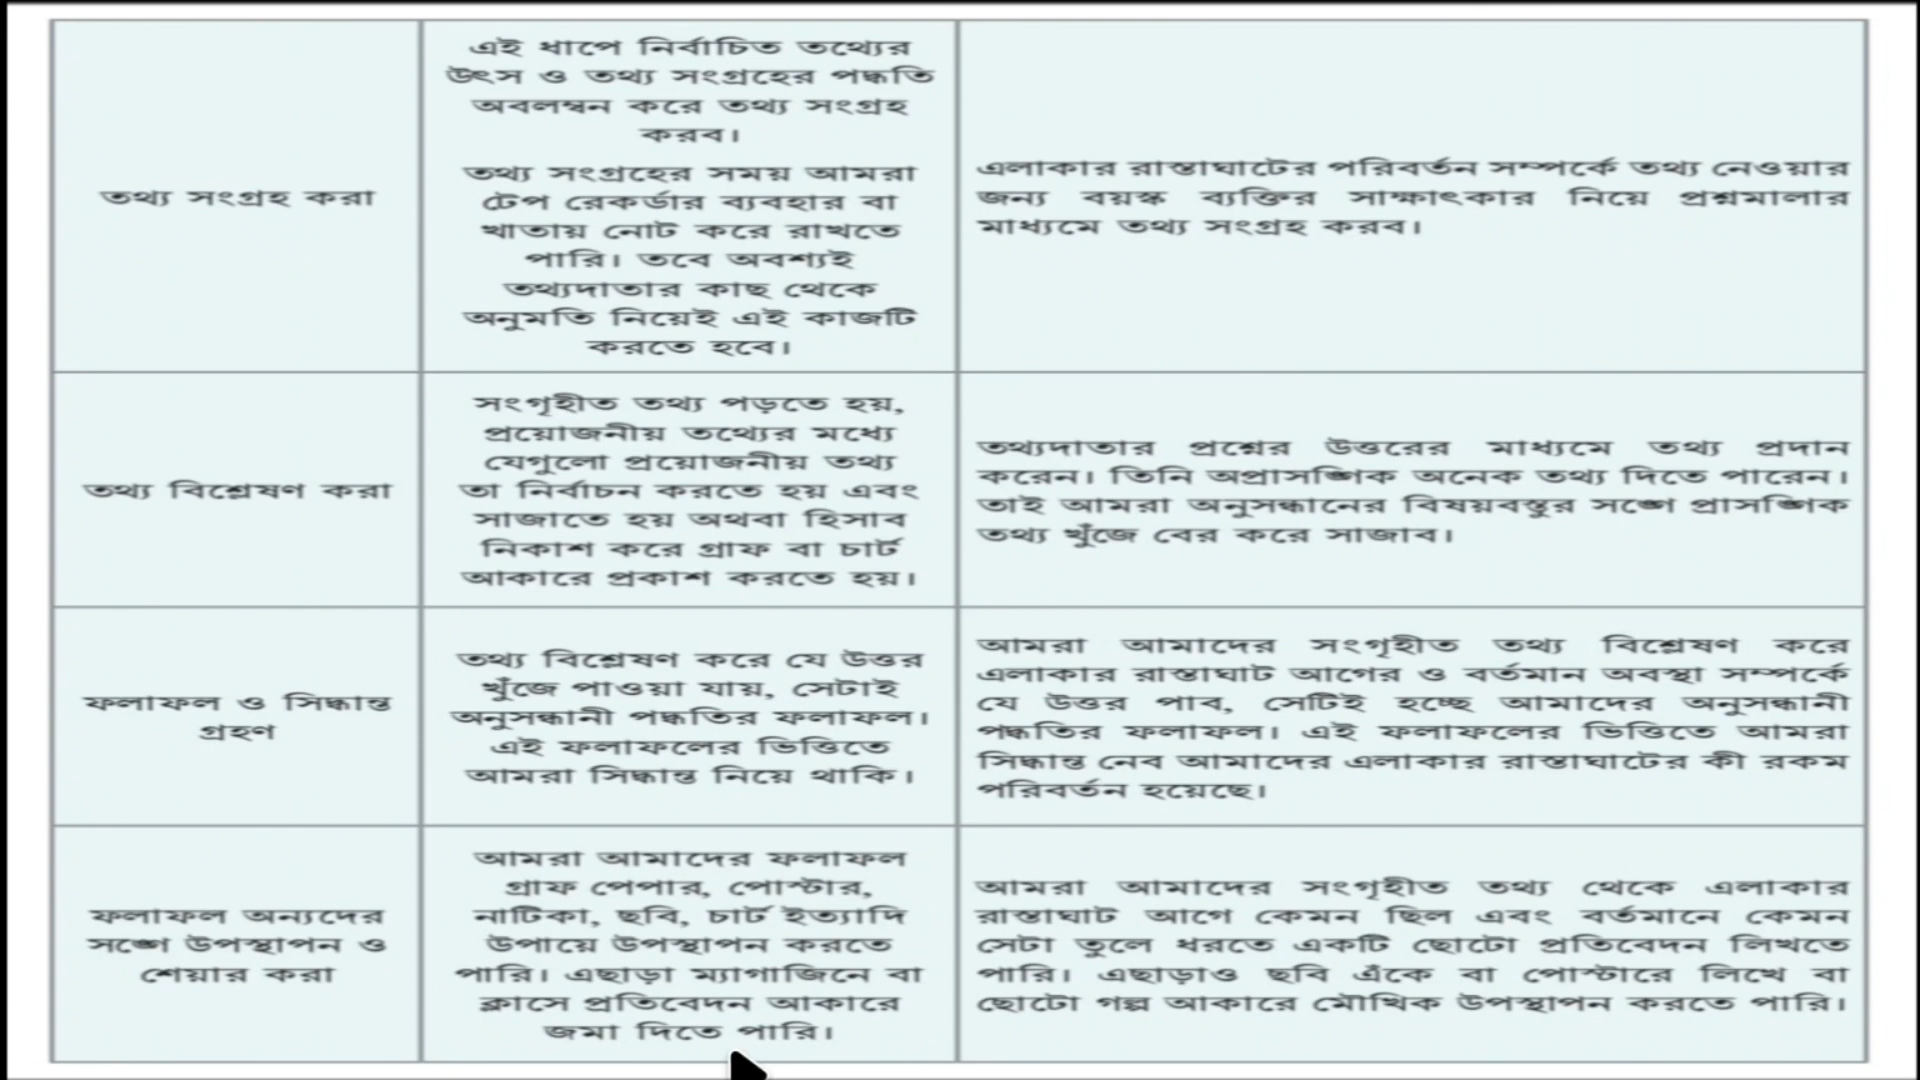 তথ্য সংগ্রহ করা
এই ধাপে নির্বাচিত তথ্যের
উৎস ও তথ্য সংগ্রহের পদ্ধতি
অবলম্বন করে তথ্য সংগ্রহ
করব।
তথ্য সংগ্রহের সময় আমরা
টেপ রেকর্ডার ব্যবহার বা
খাতায় নোট করে রাখতে
পারি। তবে অবশ্যই
তথ্যদাতার কাছ থেকে
অনুমতি নিয়েই এই কাজটি
করতে হবে।
এলাকার রাস্তাঘাটের পরিবর্তন সম্পর্কে তথ্য নেওয়ার
জন্য বয়স্ক ব্যক্তির সাক্ষাৎকার নিয়ে প্রশ্নমালার
মাধ্যমে তথ্য সংগ্রহ করব।
তথ্য বিশ্লেষণ করা
সংগৃহীত তথ্য পড়তে হয়,
প্রয়োজনীয় তথ্যের মধ্যে
যেগুলো প্রয়োজনীয় তথ্য
তা নির্বাচন করতে হয় এবং
সাজাতে হয় অথবা হিসাব
নিকাশ করে গ্রাফ বা চার্ট
আকারে প্রকাশ করতে হয়।
তথ্যদাতার প্রশ্নের উত্তরের মাধ্যমে তথ্য প্রদান
করেন। তিনি অপ্রাসঙ্গিক অনেক তথ্য দিতে পারেন।
তাই আমরা অনুসন্ধানের বিষয়বস্তুর সঙ্গে প্রাসঙ্গিক
তথ্য খুঁজে বের করে সাজাব।
ফলাফল ও সিদ্ধান্ত
গ্রহণ
তথ্য বিশ্লেষণ করে যে উত্তর
খুঁজে পাওয়া যায়, সেটাই
অনুসন্ধানী পদ্ধতির ফলাফল।
এই ফলাফলের ভিত্তিতে
আমরা সিদ্ধান্ত নিয়ে থাকি।
আমরা আমাদের সংগৃহীত তথ্য বিশ্লেষণ করে
এলাকার রাস্তাঘাট আগের ও বর্তমান অবস্থা সম্পর্কে
যে উত্তর পাব, সেটিই হচ্ছে আমাদের অনুসন্ধানী
পদ্ধতির ফলাফল। এই ফলাফলের ভিত্তিতে আমরা
সিদ্ধান্ত নেব আমাদের এলাকার রাস্তাঘাটের কী রকম
পরিবর্তন হয়েছে।
ফলাফল অন্যদের
সঙ্গে উপস্থাপন ও
শেয়ার করা
আমরা আমাদের ফলাফল
গ্রাফ পেপার, পোস্টার,
নাটিকা, ছবি, চার্ট ইত্যাদি
উপায়ে উপস্থাপন করতে
পারি। এছাড়া ম্যাগাজিনে বা
ক্লাসে প্রতিবেদন আকারে
জমা দিতে পারি।
আমরা আমাদের সংগৃহীত তথ্য থেকে এলাকার
রাস্তাঘাট আগে কেমন ছিল এবং বর্তমানে কেমন
সেটা তুলে ধরতে একটি ছোটো প্রতিবেদন লিখতে
পারি। এছাড়াও ছবি এঁকে বা পোস্টারে লিখে বা
ছোটো গল্প আকারে মৌখিক উপস্থাপন করতে পারি।